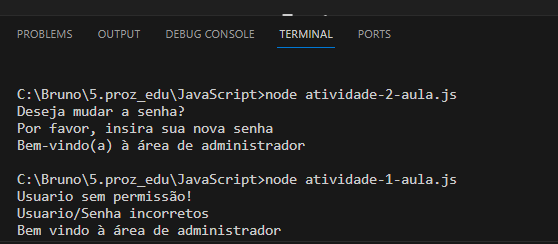 PROBLEMS OUTPUT DEBUG CONSOLE TERMINAL PORTS
C:\Bruno\5.proz_edu\JavaScript>node atividade-2-aula.js
Deseja mudar a senha?
Por favor, insira sua nova senha
Bem-vindo(a) à área de administrador
C:\Bruno\5.proz_edu\JavaScript>node atividade-1-aula.js
Usuario sem permissão!
Usuario/Senha incorretos
Bem vindo à área de administrador